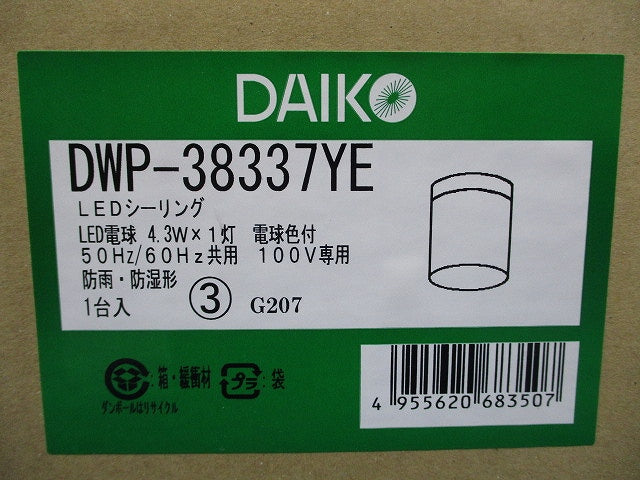 DAIKO
DWP-38337YE
LEDシーリング
LED電球 4.3W×1灯 電球色付
50Hz/60Hz共用 100V専用
防雨・防湿形
1台入 ③ G207
:箱・緩衝材 プラ:袋
ダンボールはリサイクル
4 955620 683507